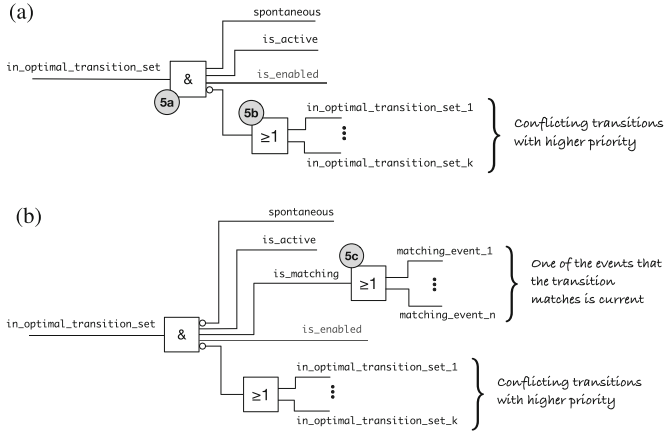 (a)
spontaneous
is_active
in_optimal_transition_set
&
is_enabled
5a
5b
≥1
in_optimal_transition_set_1
in_optimal_transition_set_k
Conflicting transitions
with higher priority
(b)
spontaneous
is_active
5c
is_matching
≥1
matching_event_1
matching_event_n
One of the events that
the transition
matches is current
in_optimal_transition_set
&
is_enabled
≥1
in_optimal_transition_set_1
in_optimal_transition_set_k
Conflicting transitions
with higher priority